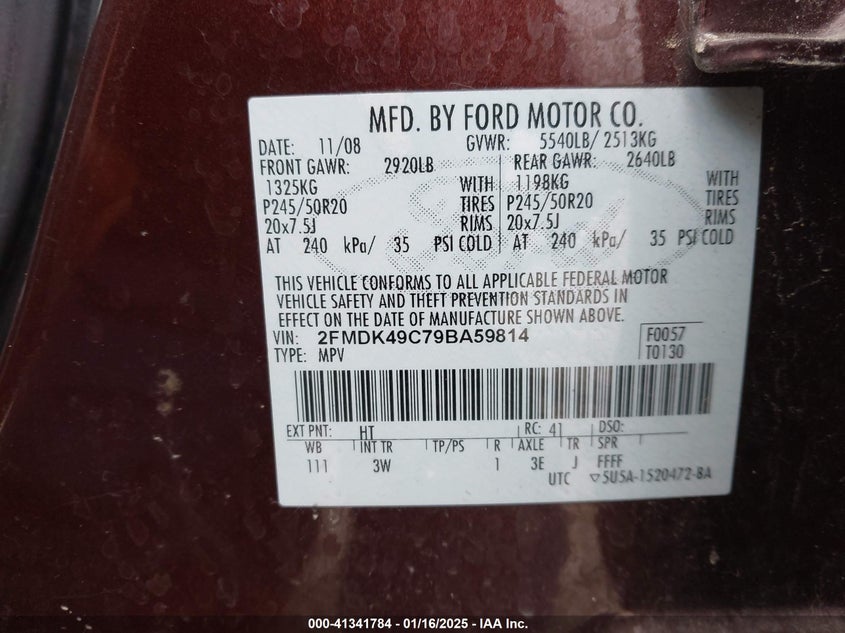 MFD. BY FORD MOTOR CO.
DATE: 11/08 GVWR: 5540LB/ 2513KG
FRONT GAWR: 2920LB REAR GAWR: 2640LB
1325KG WITH 1198KG WITH
P245/50R20 TIRES P245/50R20 TIRES
20x7.5J RIMS 20x7.5J RIMS
AT 240 kPa/ 35 PSI COLD AT 240 kPa/ 35 PSI COLD
THIS VEHICLE CONFORMS TO ALL APPLICABLE FEDERAL MOTOR
VEHICLE SAFETY AND THEFT PREVENTION STANDARDS IN
EFFECT ON THE DATE OF MANUFACTURE SHOWN ABOVE.
VIN: 2FMDK49C79BA59814 F0057
TYPE: MPV T0130
EXT PNT: HT RC: 41 DSO:
WB INT TR TP/PS R AXLE TR SPR
111 3W 1 3E J FFFF
UTC ▽5U5A-1520472-BA
000-41341784 - 01/16/2025 - IAA Inc.